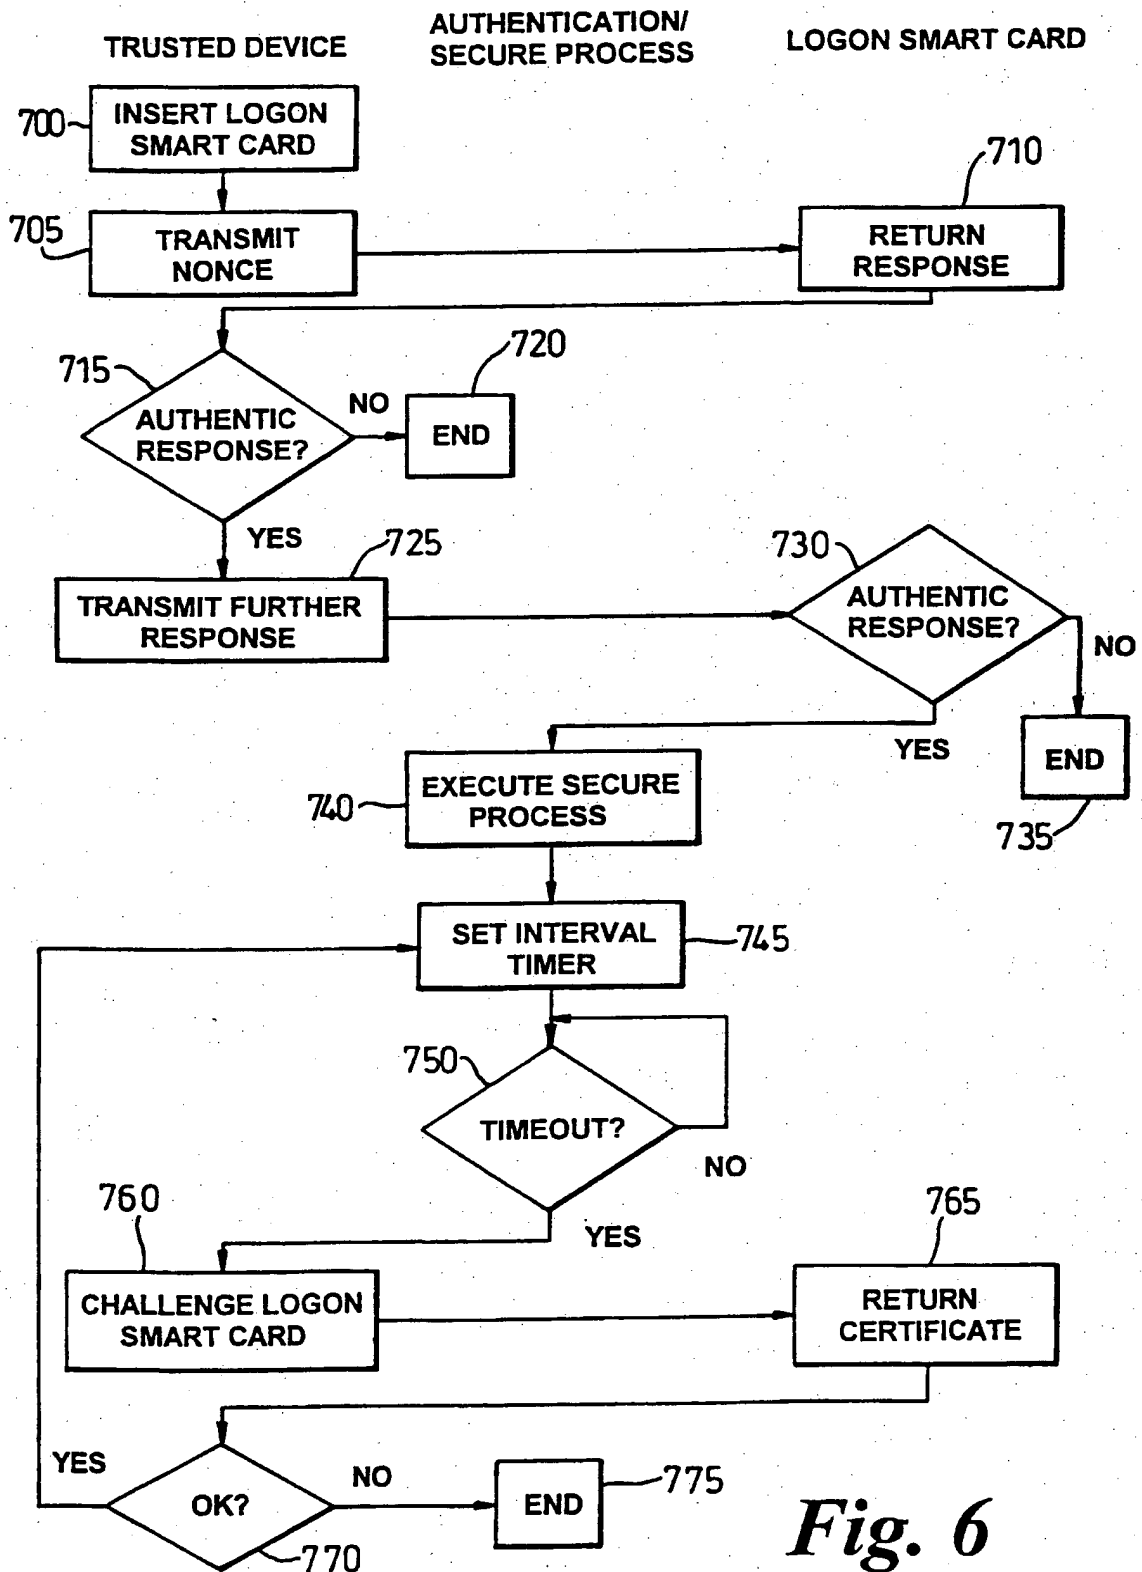 TRUSTED DEVICE
AUTHENTICATION/
SECURE PROCESS
LOGON SMART CARD
700
INSERT LOGON
SMART CARD
705
TRANSMIT
NONCE
710
RETURN
RESPONSE
715
AUTHENTIC
RESPONSE?
NO
720
END
YES
725
TRANSMIT FURTHER
RESPONSE
730
AUTHENTIC
RESPONSE?
NO
END
735
YES
740
EXECUTE SECURE
PROCESS
SET INTERVAL
TIMER
745
750
TIMEOUT?
NO
YES
760
CHALLENGE LOGON
SMART CARD
765
RETURN
CERTIFICATE
YES
OK?
NO
770
END
775
Fig. 6